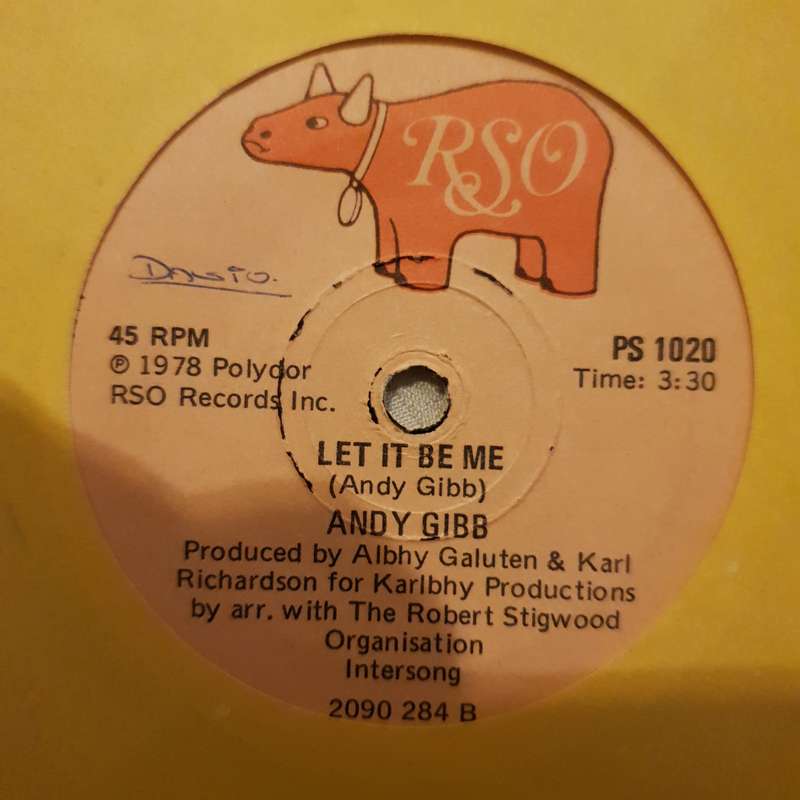 RSO
45 RPM
℗ 1978 Polydor
RSO Records Inc.
PS 1020
Time: 3:30
LET IT BE ME
(Andy Gibb)
ANDY GIBB
Produced by Albhy Galuten & Karl
Richardson for Karlbhy Productions
by arr. with The Robert Stigwood
Organisation
Intersong
2090 284 B